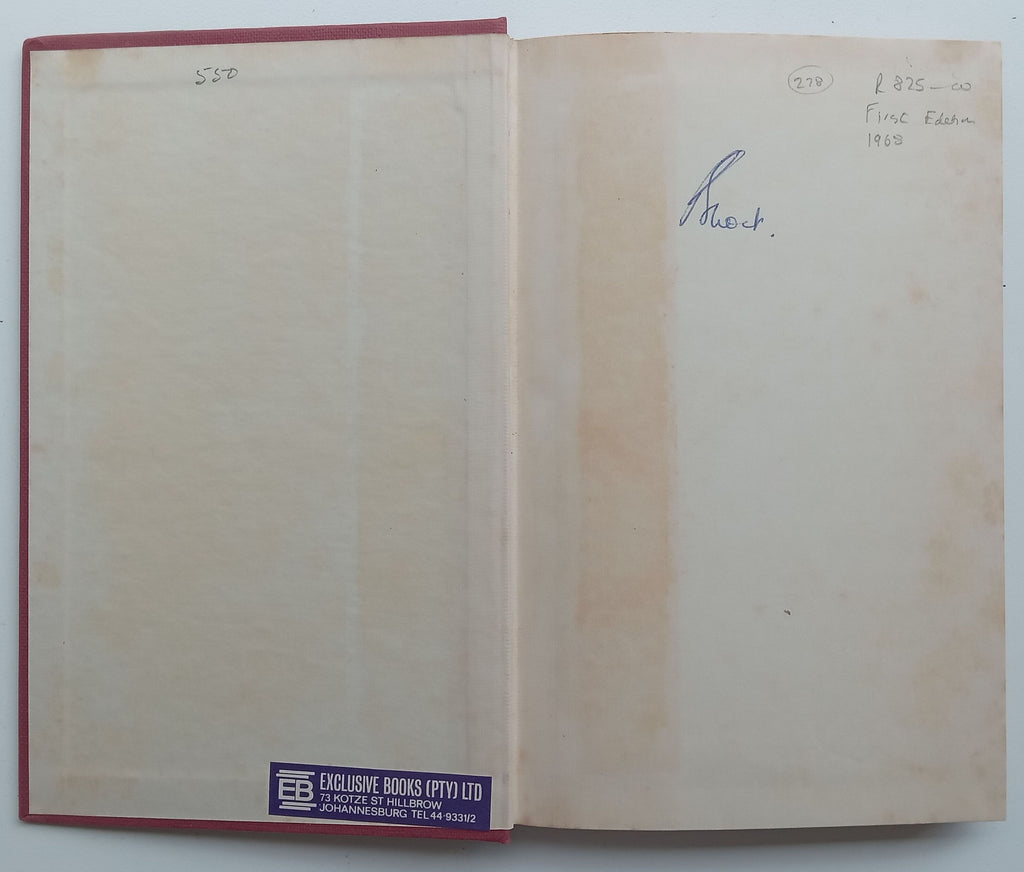 550
EB
EXCLUSIVE BOOKS (PTY) LTD
73 KOTZE ST HILLBROW
JOHANNESBURG TEL 44-9331/2
278
R 825—00
First Edition
1968